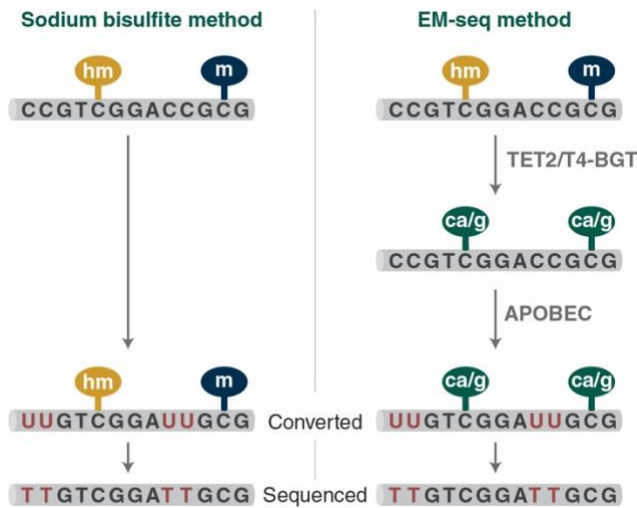 Sodium bisulfite method
EM-seq method
hm
m
CCGTCGGACCGCG
hm
m
CCGTCGGACCGCG
TET2/T4-BGT
ca/g
ca/g
CCGTCGGACCGCG
APOBEC
hm
m
UUGTCGGAUUGCG
Converted
ca/g
ca/g
UUGTCGGAUUGCG
TTGTCGGATTGCG
Sequenced
TTGTCGGATTGCG